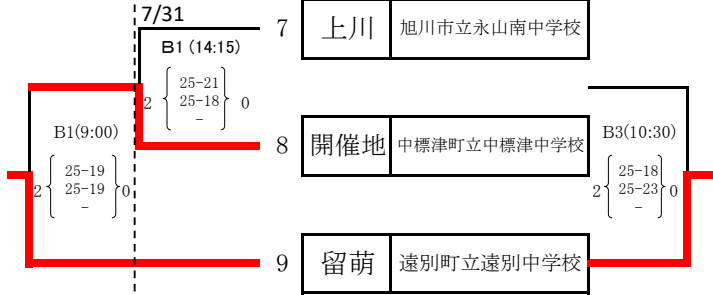 7/31
7 上川 旭川市立永山南中学校
B1(14:15)
2 25-21 0
25-18
-
8 開催地 中標津町立中標津中学校
B1(9:00)
2 25-19 0
25-19
-
B3(10:30)
2 25-18 0
25-23
-
9 留萌 遠別町立遠別中学校